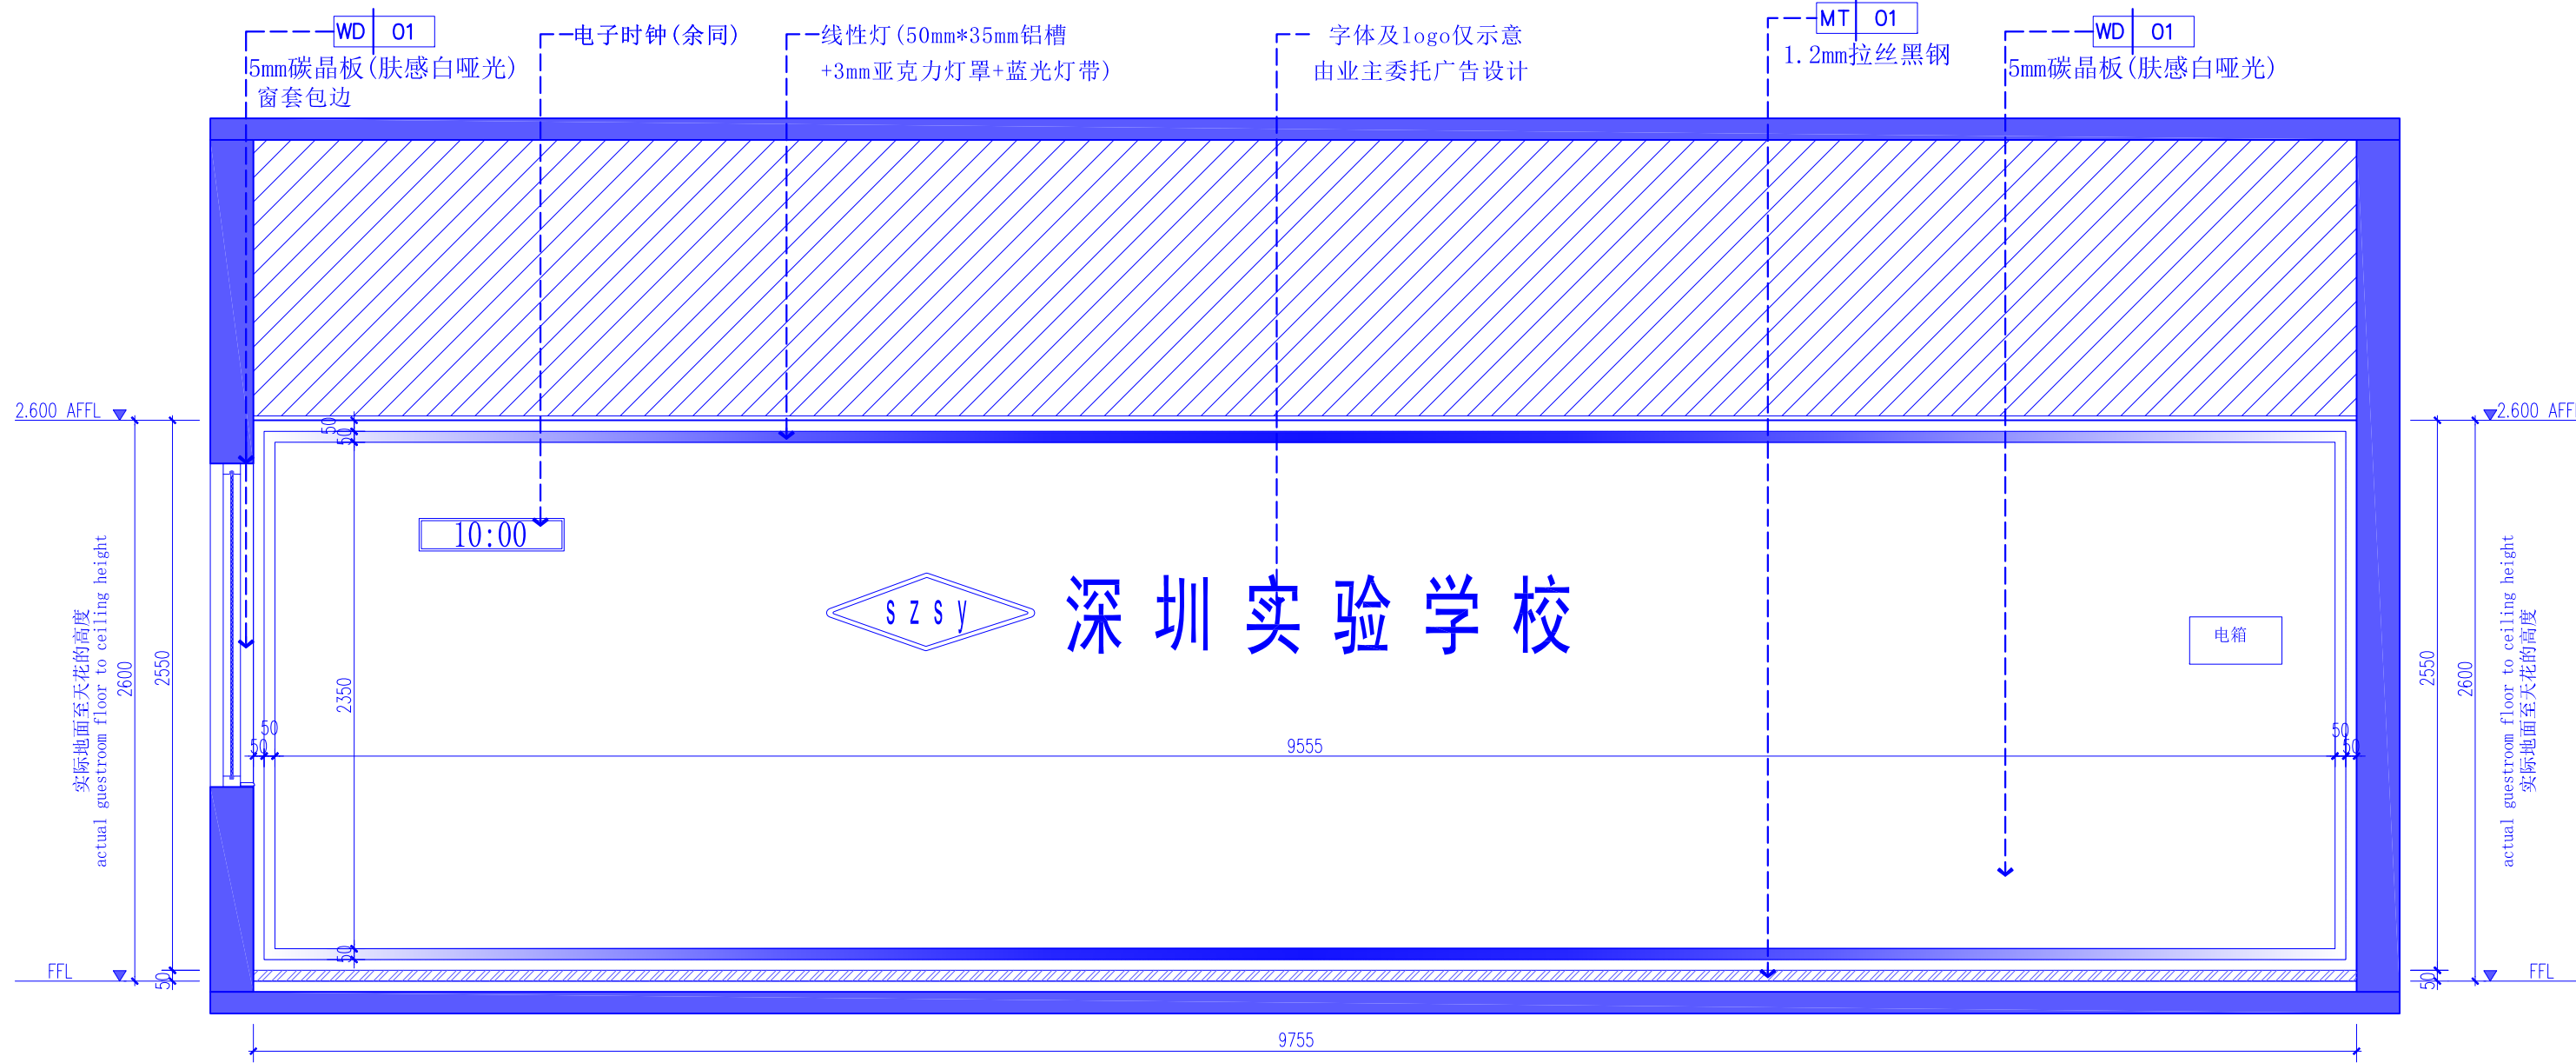 WD 01
5mm碳晶板(肤感白哑光)
窗套包边
电子时钟(余同)
线性灯(50mm*35mm铝槽
+3mm亚克力灯罩+蓝光灯带)
字体及logo仅示意
由业主委托广告设计
MT 01
1.2mm拉丝黑钢
WD 01
5mm碳晶板(肤感白哑光)
2.600 AFFL
2.600 AFFL
50
50
10:00
szsy
深圳实验学校
电箱
实际地面至天花的高度
actual guestroom floor to ceiling height
2600
2550
2350
2550
2600
actual guestroom floor to ceiling height
实际地面至天花的高度
50
50
9555
50
50
50
FFL
50
50
FFL
9755